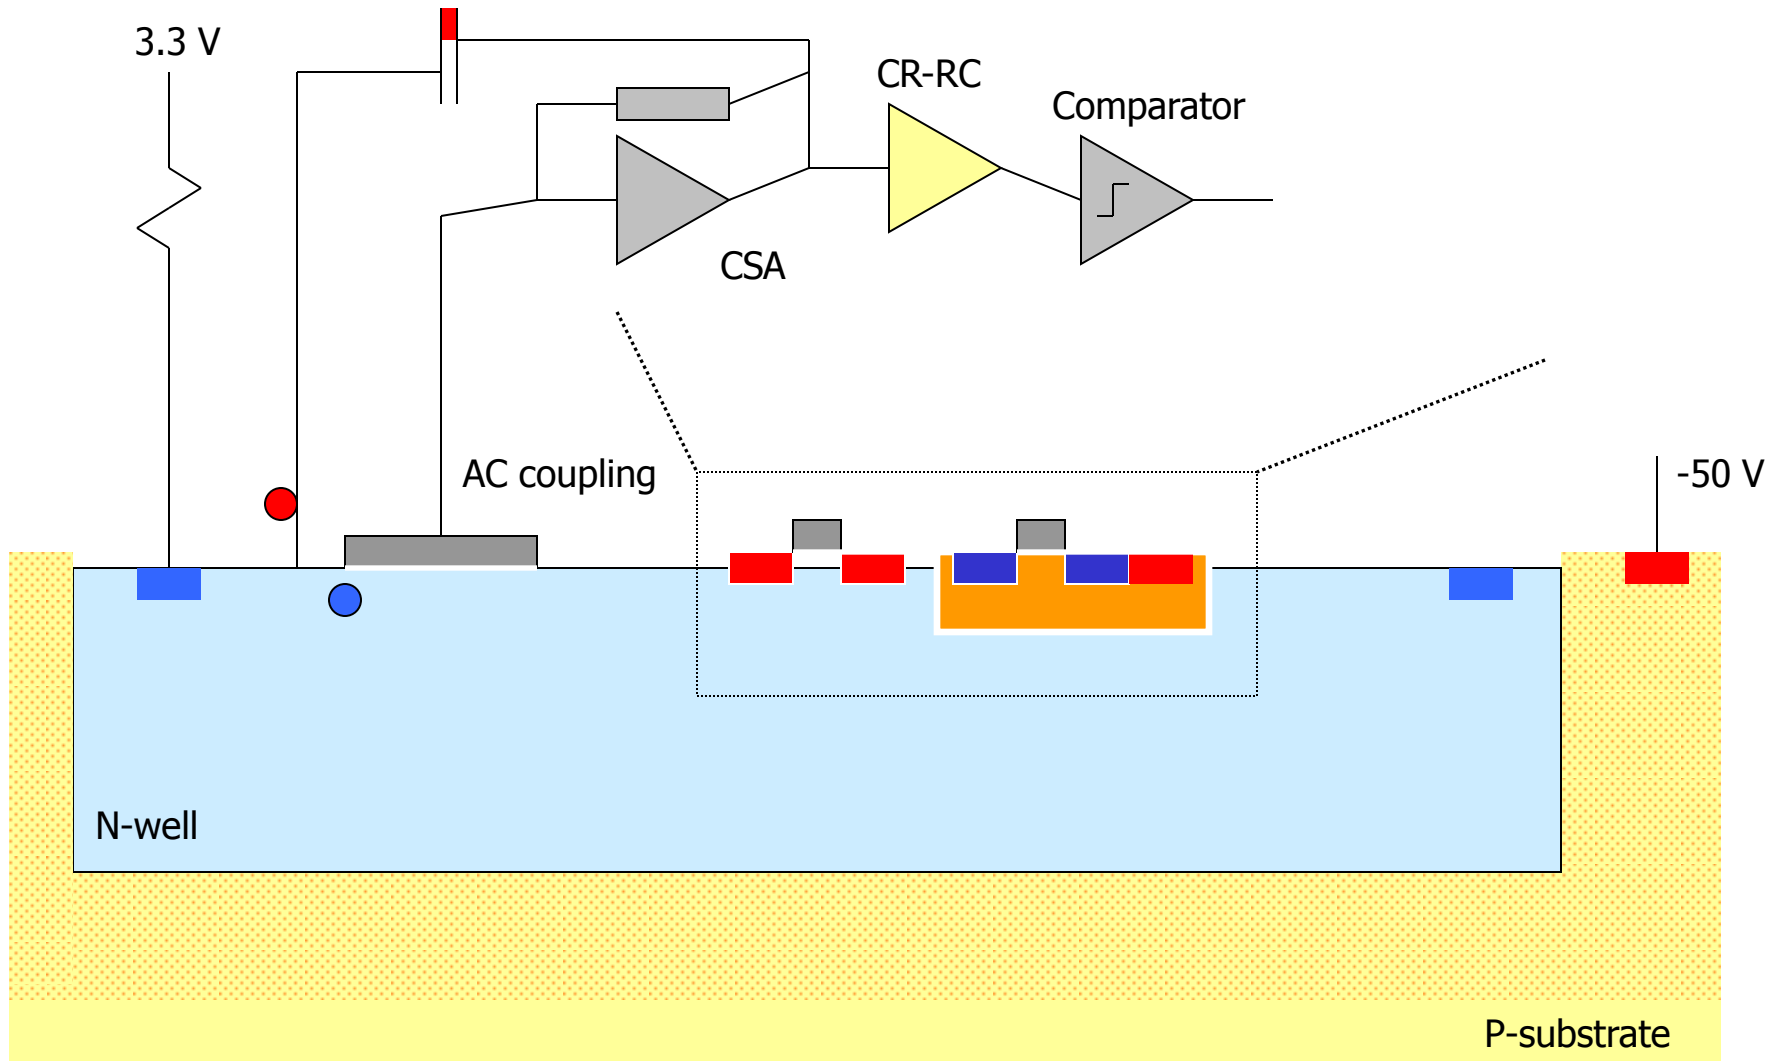 3.3 V
CR-RC
Comparator
CSA
AC coupling
-50 V
N-well
P-substrate